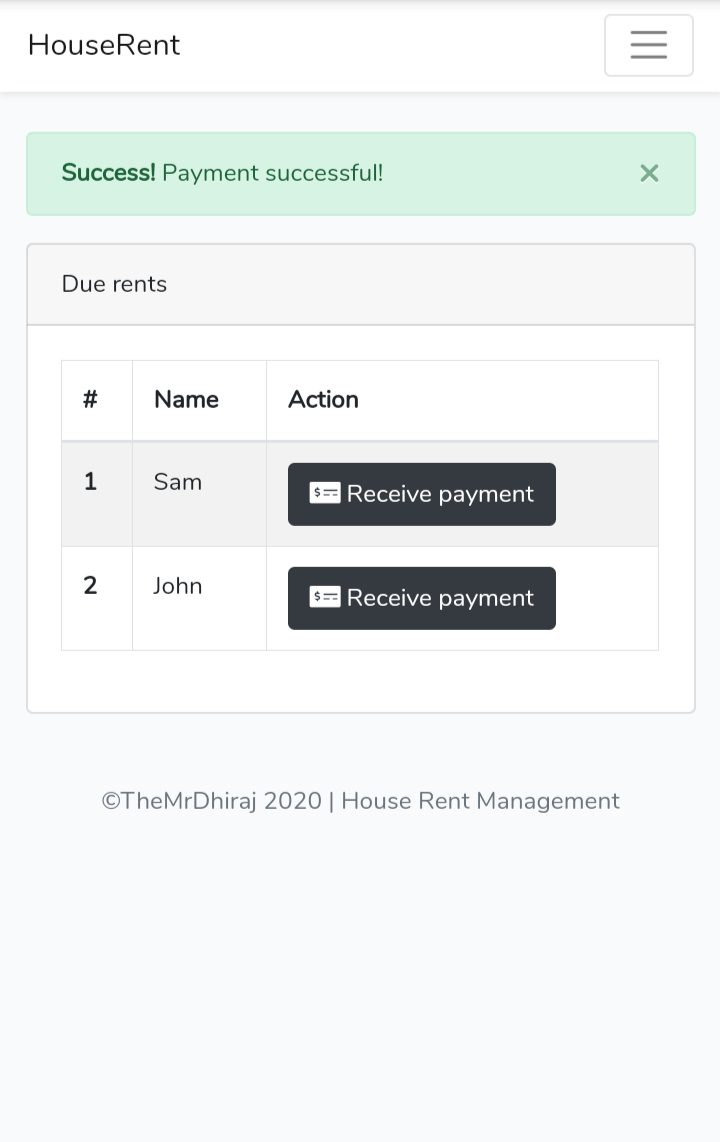 HouseRent
Success! Payment successful!
Due rents
# Name Action
1 Sam Receive payment
2 John Receive payment
©TheMrDhiraj 2020 | House Rent Management